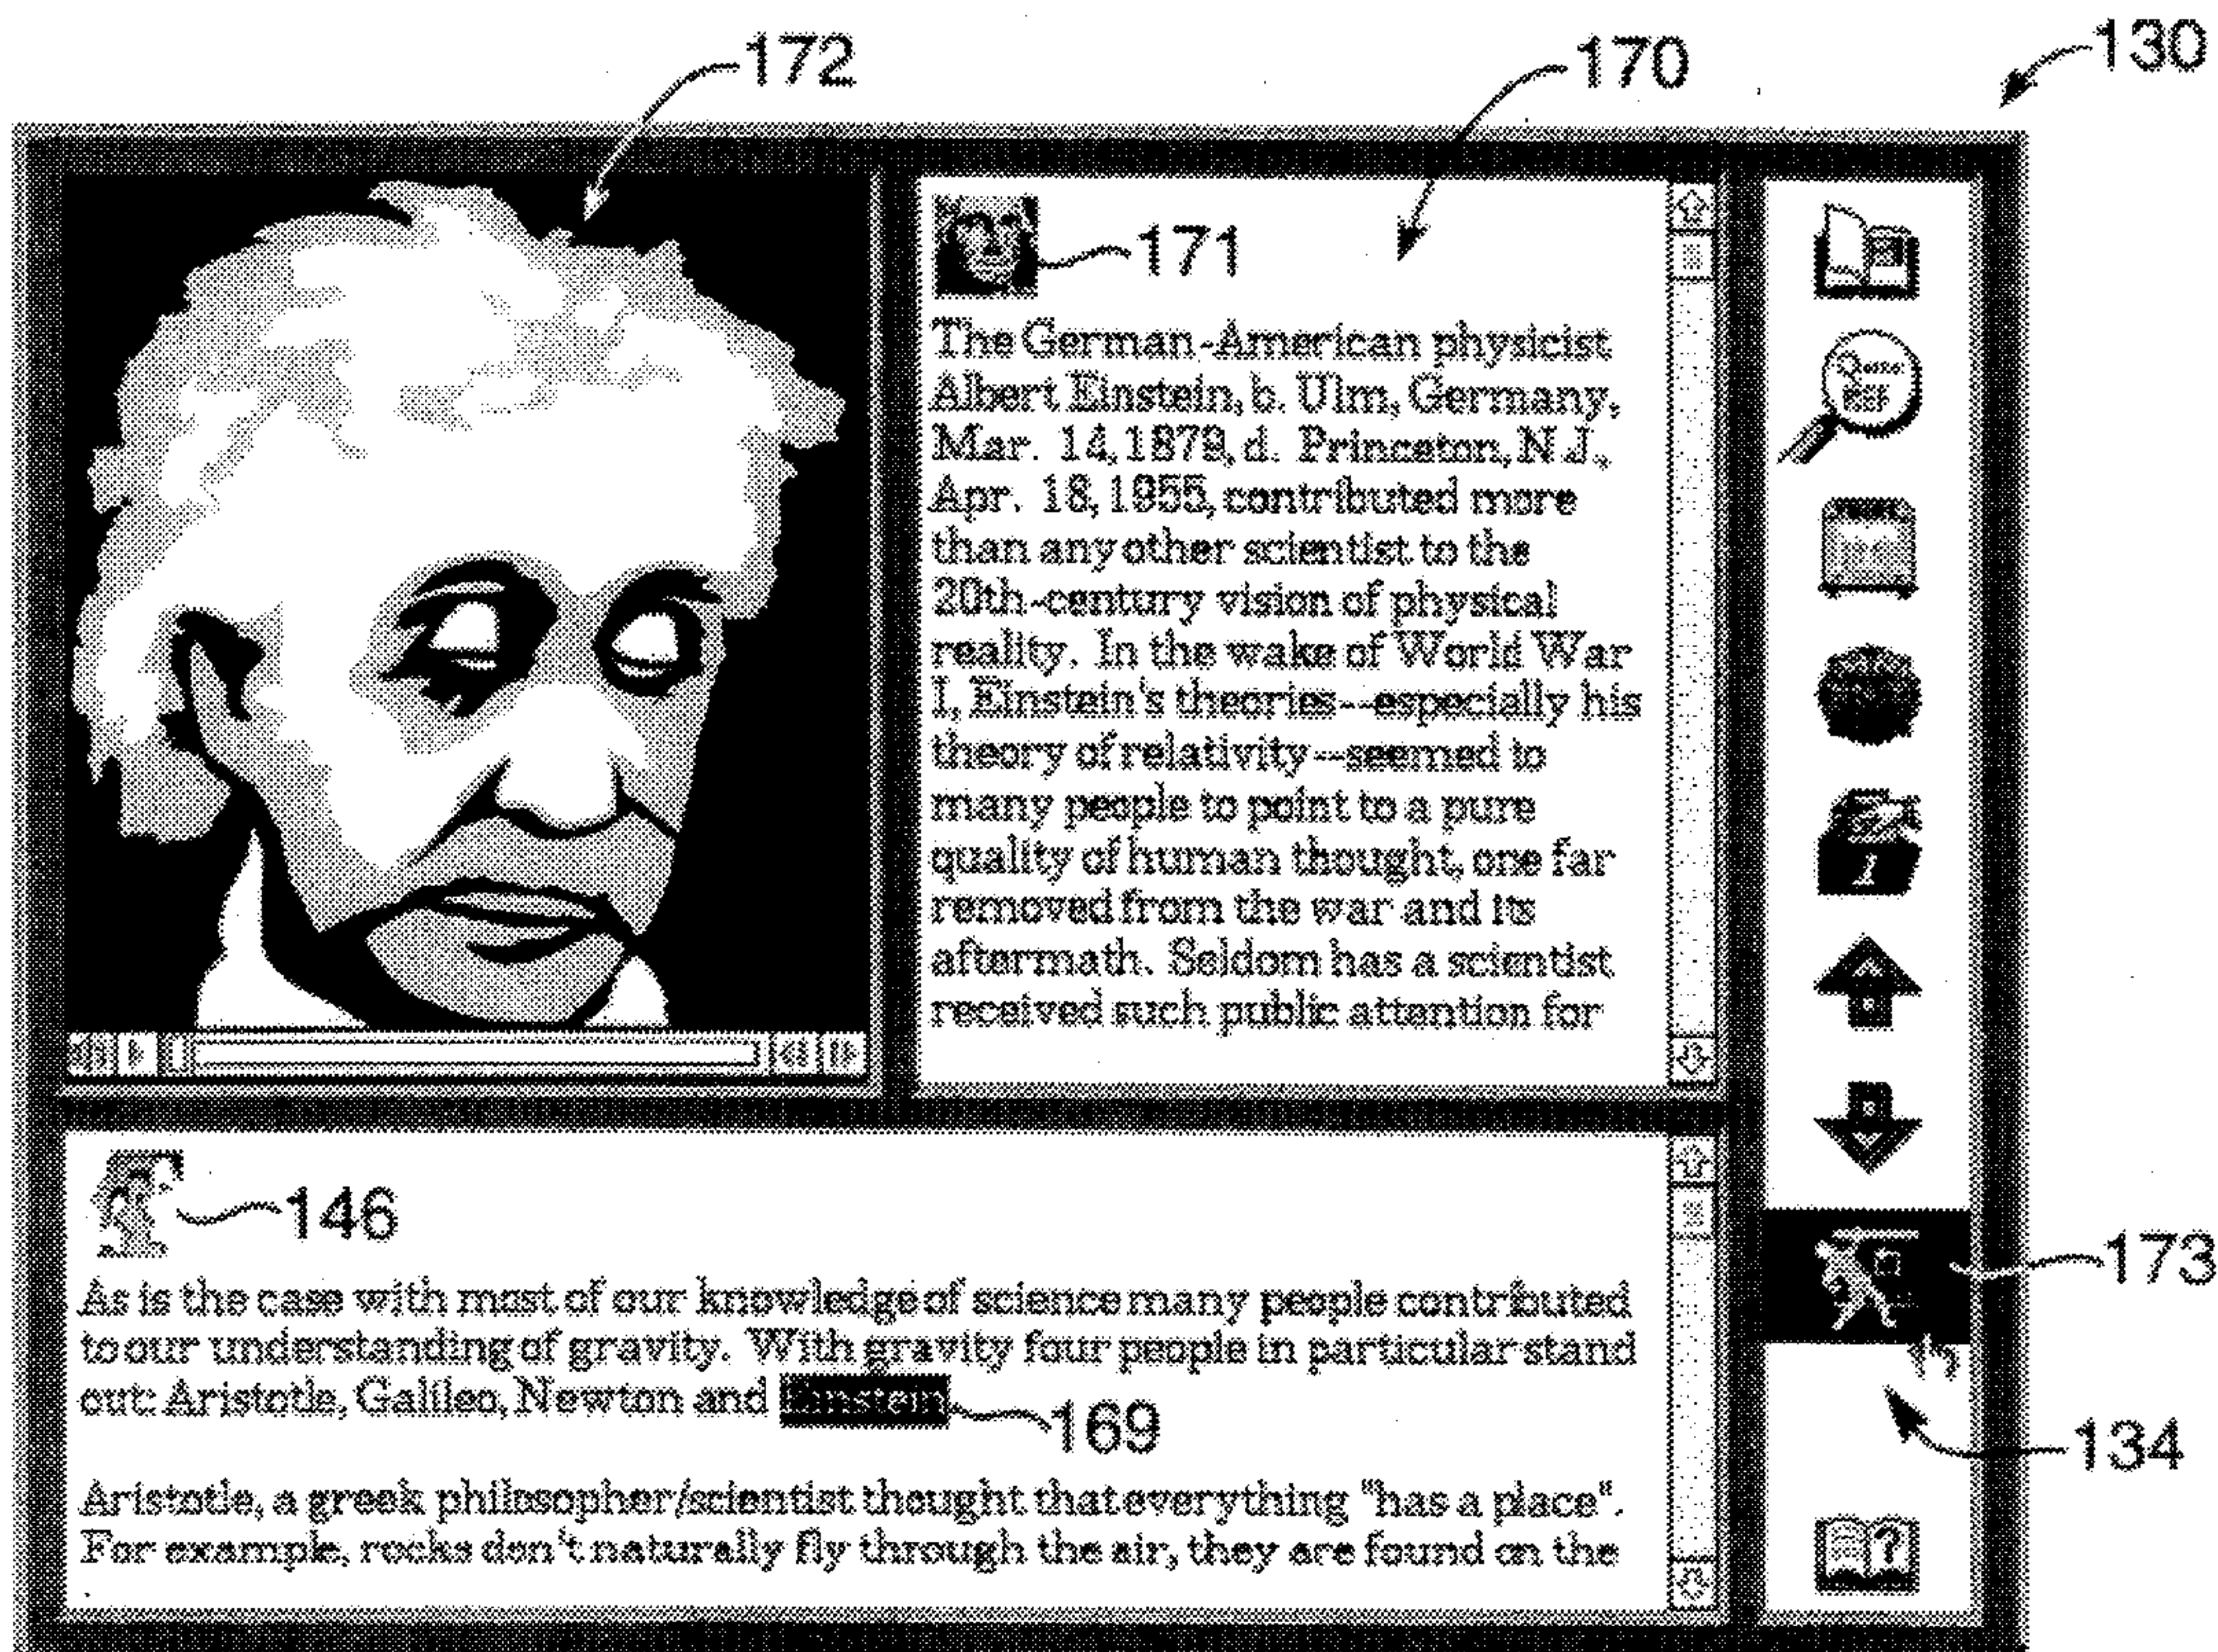 172
170
130
171
The German-American physicist
Albert Einstein, b. Ulm, Germany,
Mar. 14, 1879, d. Princeton, N.J.,
Apr. 18, 1955, contributed more
than any other scientist to the
20th-century vision of physical
reality. In the wake of World War
I, Einstein's theories--especially his
theory of relativity--seemed to
many people to point to a pure
quality of human thought, one far
removed from the war and its
aftermath. Seldom has a scientist
received such public attention for
1
146
As is the case with most of our knowledge of science many people contributed
to our understanding of gravity. With gravity four people in particular stand
out: Aristotle, Galileo, Newton and Einstein
169
Aristotle, a greek philosopher/scientist thought that everything "has a place".
For example, rocks don't naturally fly through the air, they are found on the
173
134
?